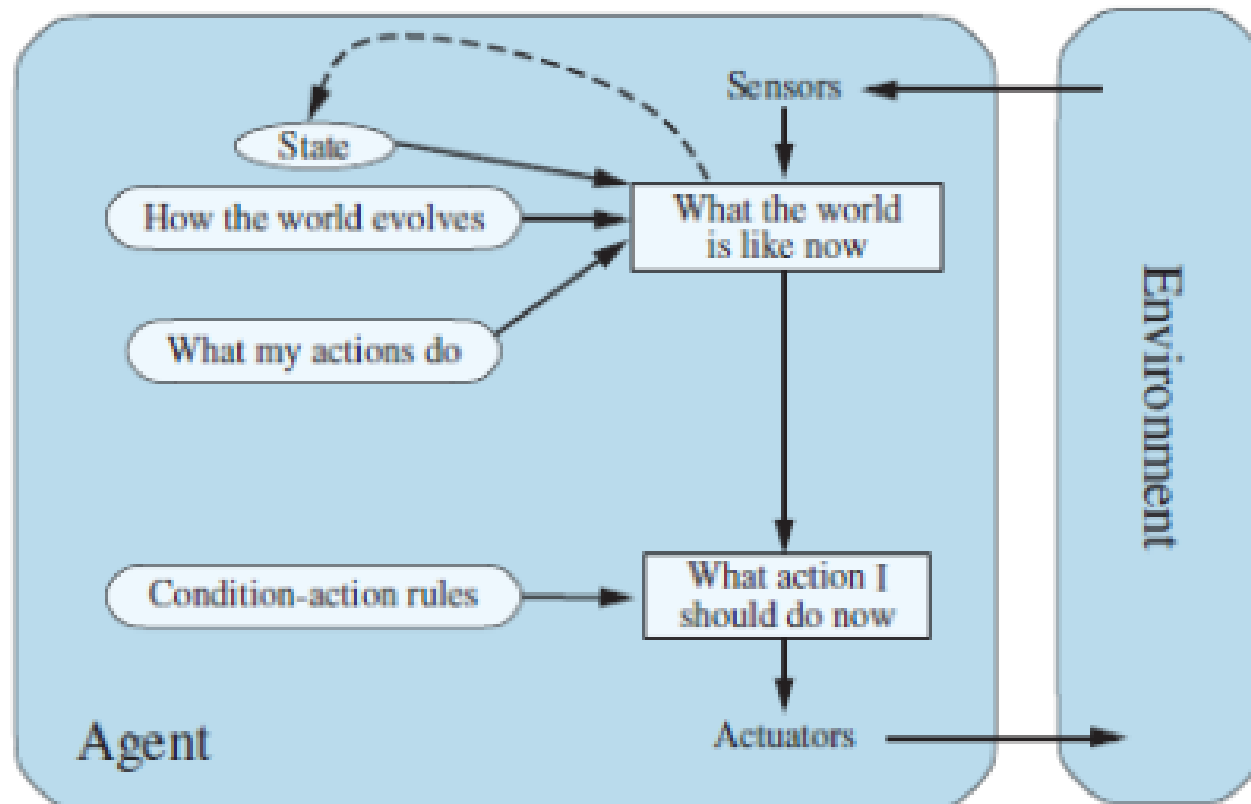 Sensors
State
How the world evolves
What the world
is like now
What my actions do
Environment
Condition-action rules
What action I
should do now
Agent
Actuators